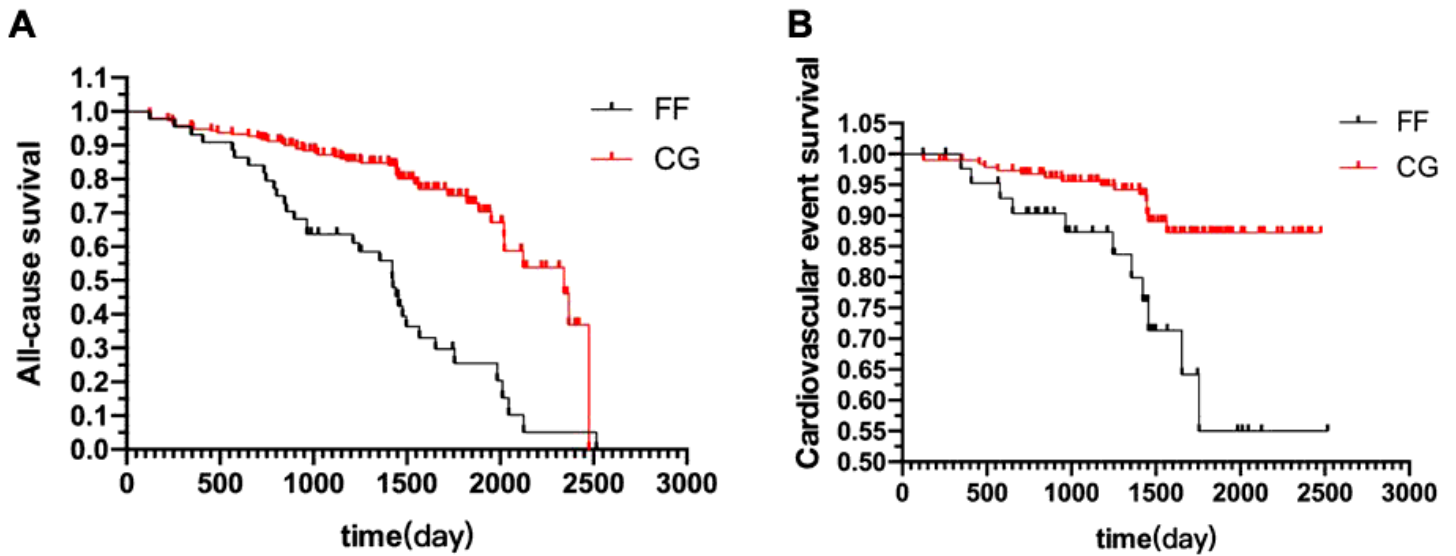 A
All-cause suvival
1.1
1.0
0.9
0.8
0.7
0.6
0.5
0.4
0.3
0.2
0.1
0.0
0 500 1000 1500 2000 2500 3000
time(day)
FF
CG
B
Cardiovascular event survival
1.05
1.00
0.95
0.90
0.85
0.80
0.75
0.70
0.65
0.60
0.55
0.50
0 500 1000 1500 2000 2500 3000
time(day)
FF
CG